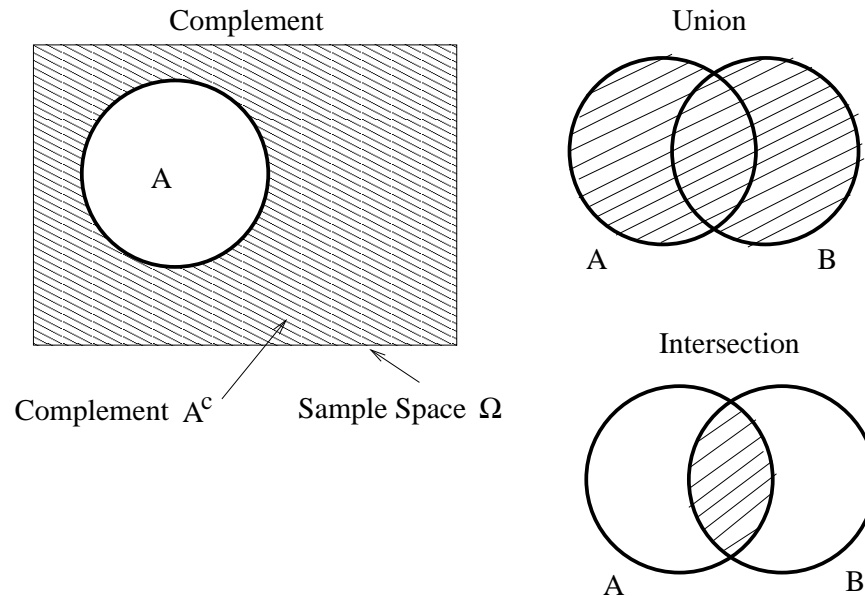 Complement
A
Complement A^c
Sample Space Ω
Union
A
B
Intersection
A
B